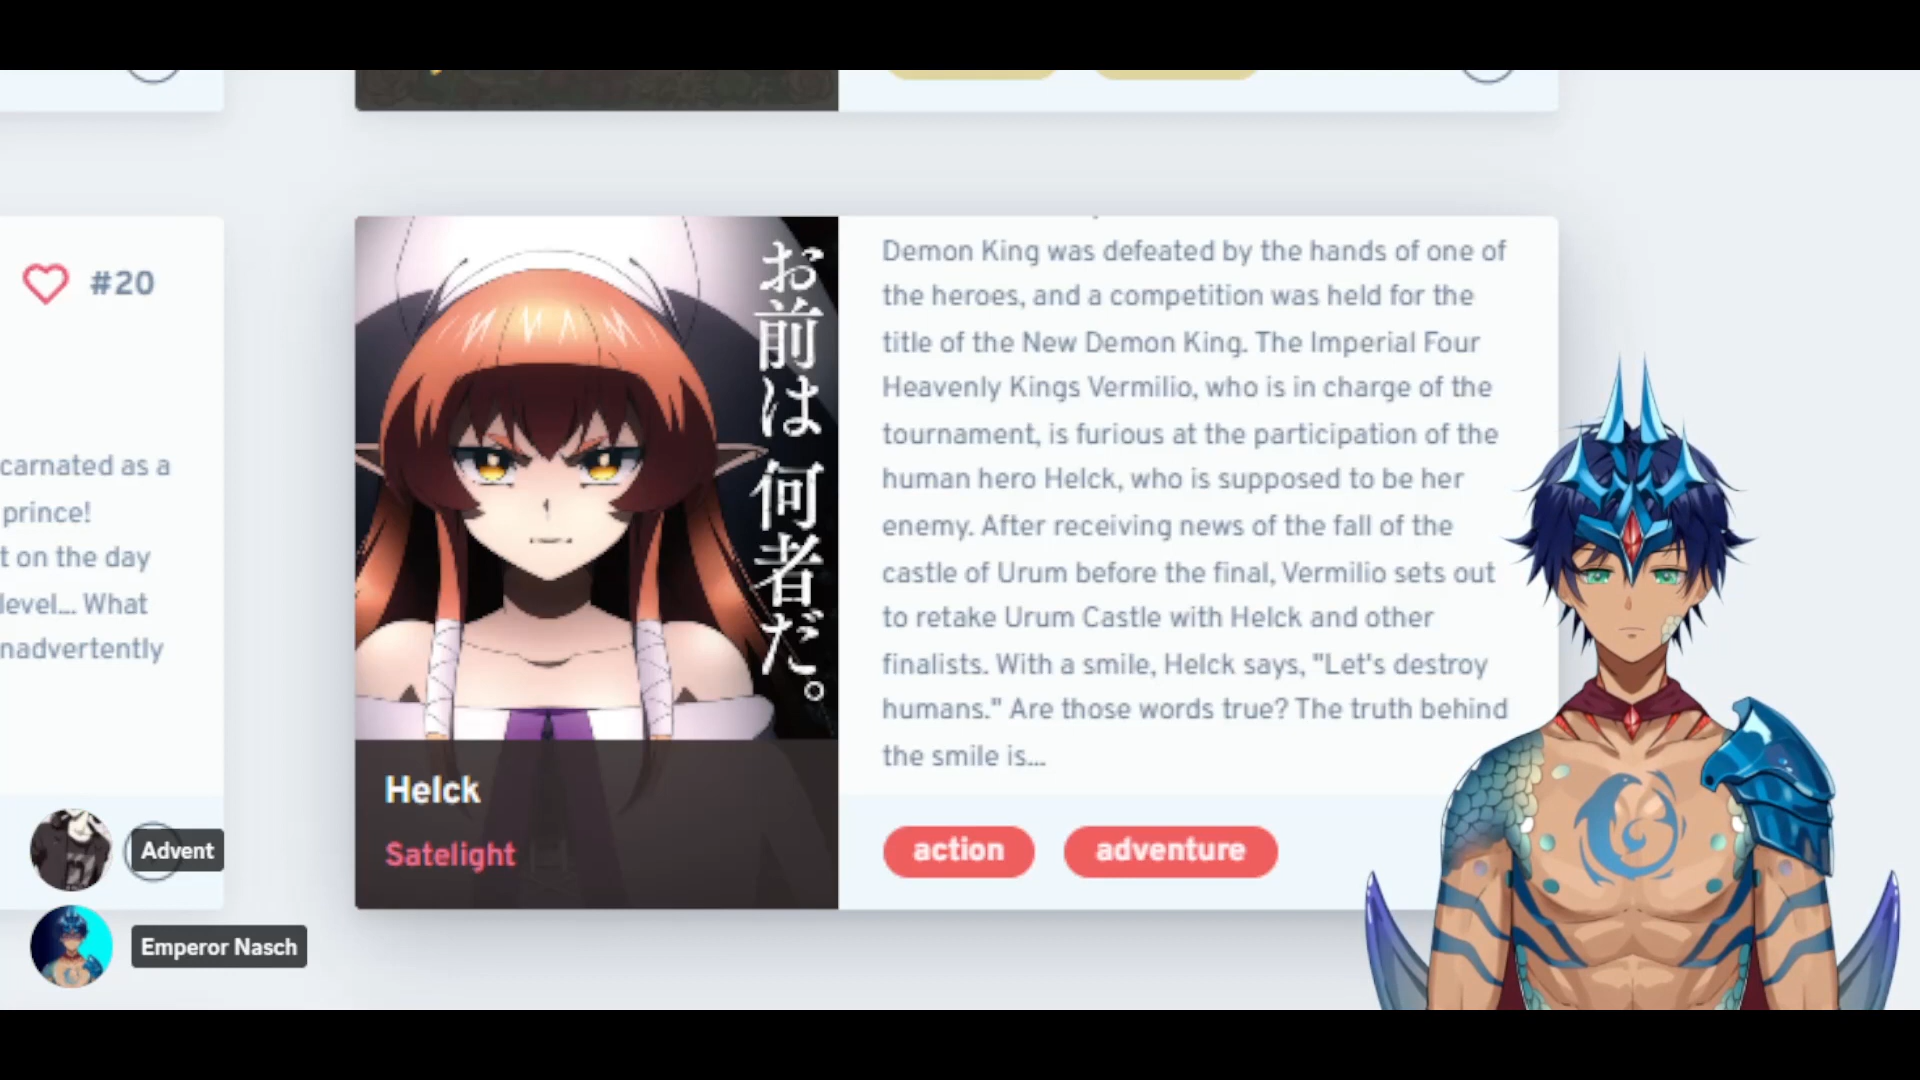 #20
carnated as a
prince!
t on the day
level... What
nadvertently
お前は 何者だ。
Helck
Satelight
Demon King was defeated by the hands of one of
the heroes, and a competition was held for the
title of the New Demon King. The Imperial Four
Heavenly Kings Vermilio, who is in charge of the
tournament, is furious at the participation of the
human hero Helck, who is supposed to be her
enemy. After receiving news of the fall of the
castle of Urum before the final, Vermilio sets out
to retake Urum Castle with Helck and other
finalists. With a smile, Helck says, "Let's destroy
humans." Are those words true? The truth behind
the smile is...
action
adventure
Advent
Emperor Nasch